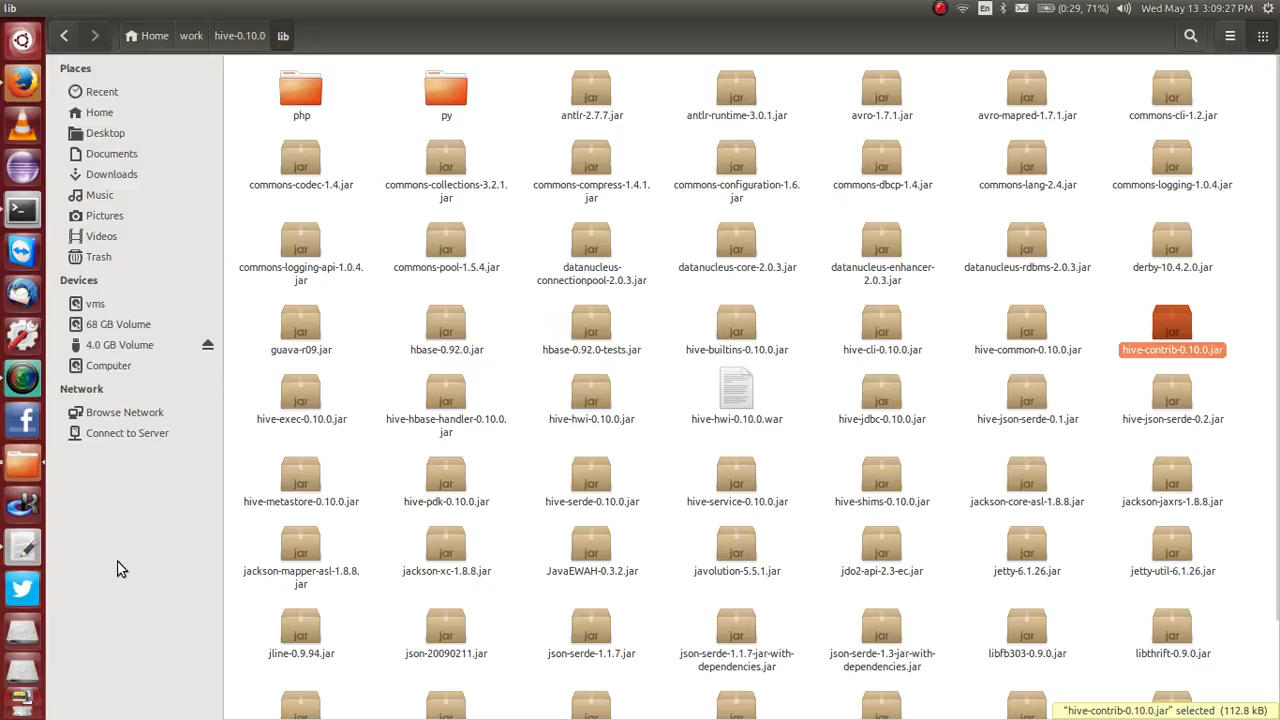 lib
En
(0:29, 71%)
Wed May 13 3:09:27 PM
Home
work
hive-0.10.0
lib
Places
Recent
Home
Desktop
Documents
Downloads
Music
Pictures
Videos
Trash
Devices
vms
68 GB Volume
4.0 GB Volume
Computer
Network
Browse Network
Connect to Server
php
py
antlr-2.7.7.jar
antlr-runtime-3.0.1.jar
avro-1.7.1.jar
avro-mapred-1.7.1.jar
commons-cli-1.2.jar
commons-codec-1.4.jar
commons-collections-3.2.1.
jar
commons-compress-1.4.1.
jar
commons-configuration-1.6.
jar
commons-dbcp-1.4.jar
commons-lang-2.4.jar
commons-logging-1.0.4.jar
commons-logging-api-1.0.4.
jar
commons-pool-1.5.4.jar
datanucleus-
connectionpool-2.0.3.jar
datanucleus-core-2.0.3.jar
datanucleus-enhancer-
2.0.3.jar
datanucleus-rdbms-2.0.3.jar
derby-10.4.2.0.jar
guava-r09.jar
hbase-0.92.0.jar
hbase-0.92.0-tests.jar
hive-builtins-0.10.0.jar
hive-cli-0.10.0.jar
hive-common-0.10.0.jar
hive-contrib-0.10.0.jar
hive-exec-0.10.0.jar
hive-hbase-handler-0.10.0.
jar
hive-hwi-0.10.0.jar
hive-hwi-0.10.0.war
hive-jdbc-0.10.0.jar
hive-json-serde-0.1.jar
hive-json-serde-0.2.jar
hive-metastore-0.10.0.jar
hive-pdk-0.10.0.jar
hive-serde-0.10.0.jar
hive-service-0.10.0.jar
hive-shims-0.10.0.jar
jackson-core-asl-1.8.8.jar
jackson-jaxrs-1.8.8.jar
jackson-mapper-asl-1.8.8.
jar
jackson-xc-1.8.8.jar
JavaEWAH-0.3.2.jar
javolution-5.5.1.jar
jdo2-api-2.3-ec.jar
jetty-6.1.26.jar
jetty-util-6.1.26.jar
jline-0.9.94.jar
json-20090211.jar
json-serde-1.1.7.jar
json-serde-1.1.7-jar-with-
dependencies.jar
json-serde-1.3-jar-with-
dependencies.jar
libfb303-0.9.0.jar
libthrift-0.9.0.jar
"hive-contrib-0.10.0.jar" selected (112.8 kB)